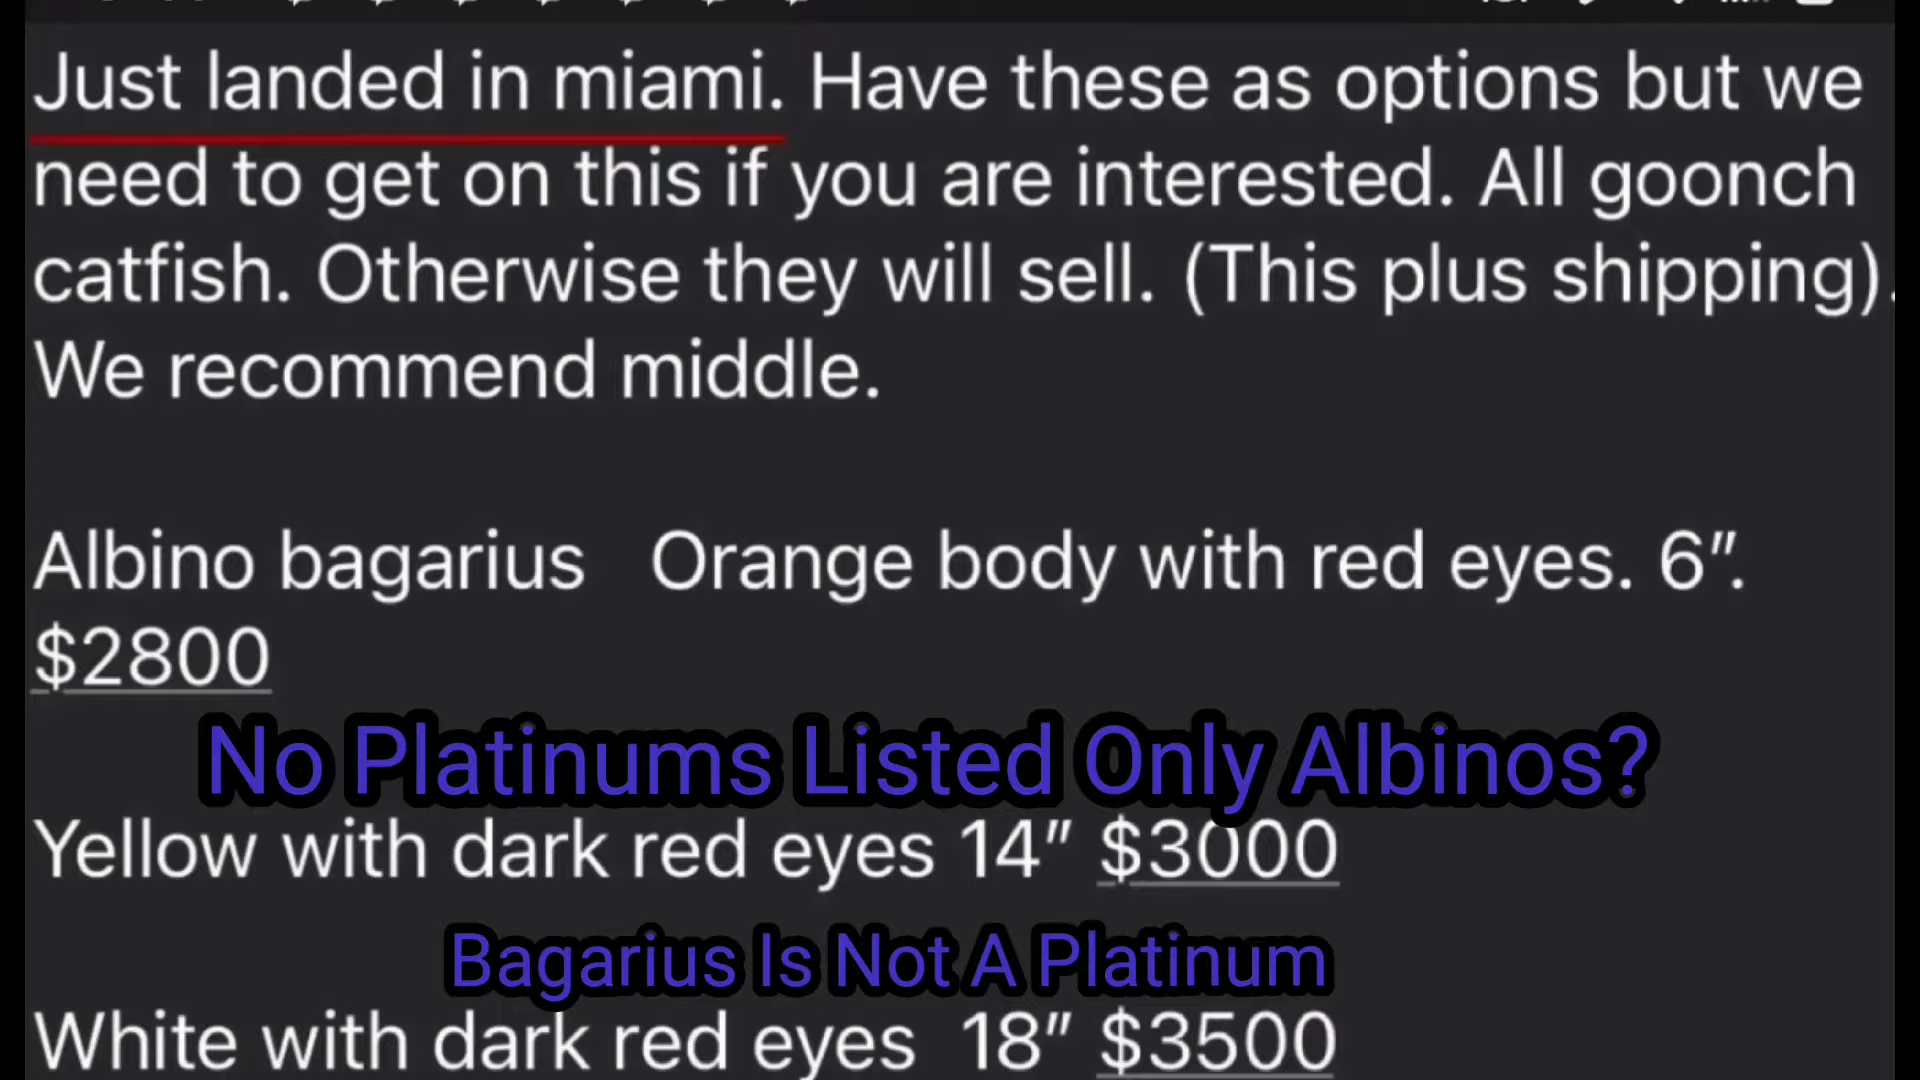 Just landed in miami. Have these as options but we
need to get on this if you are interested. All goonch
catfish. Otherwise they will sell. (This plus shipping).
We recommend middle.
Albino bagarius Orange body with red eyes. 6”.
$2800
No Platinums Listed Only Albinos?
Yellow with dark red eyes 14” $3000
Bagarius Is Not A Platinum
White with dark red eyes 18” $3500